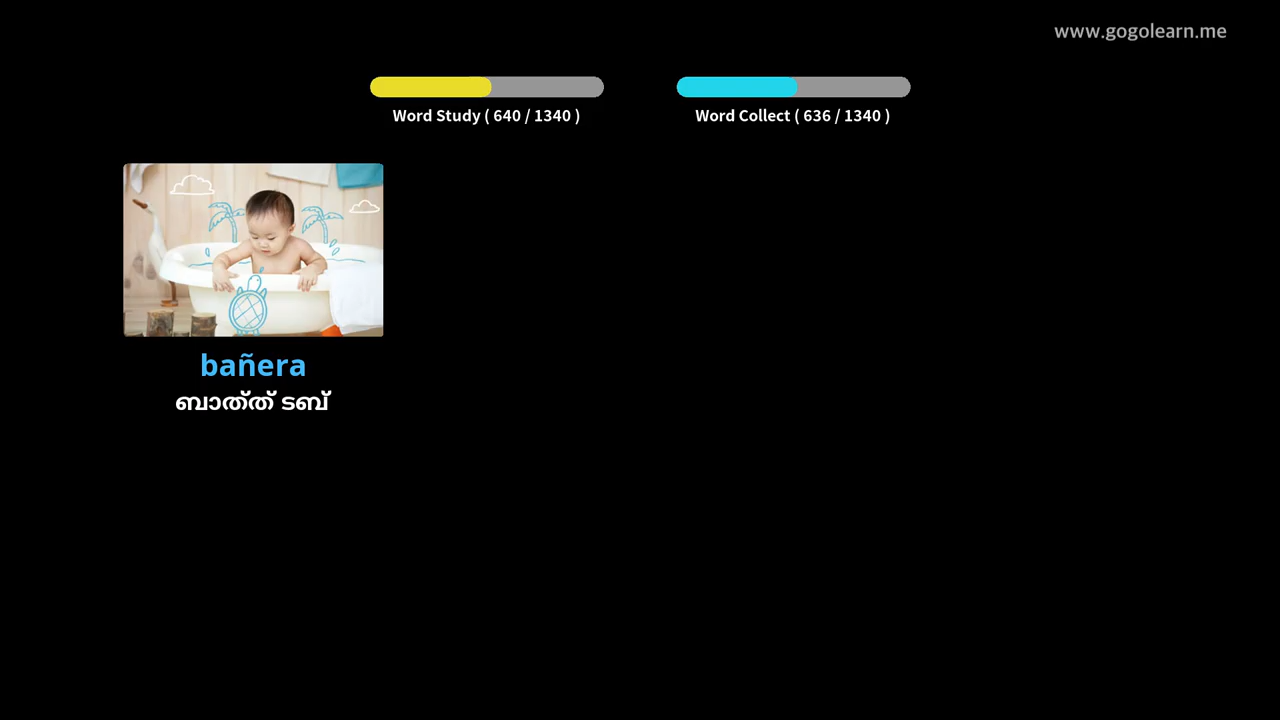 www.gogolearn.me
Word Study ( 640 / 1340 )
Word Collect ( 636 / 1340 )
bañera
ബാത്ത് ടബ്